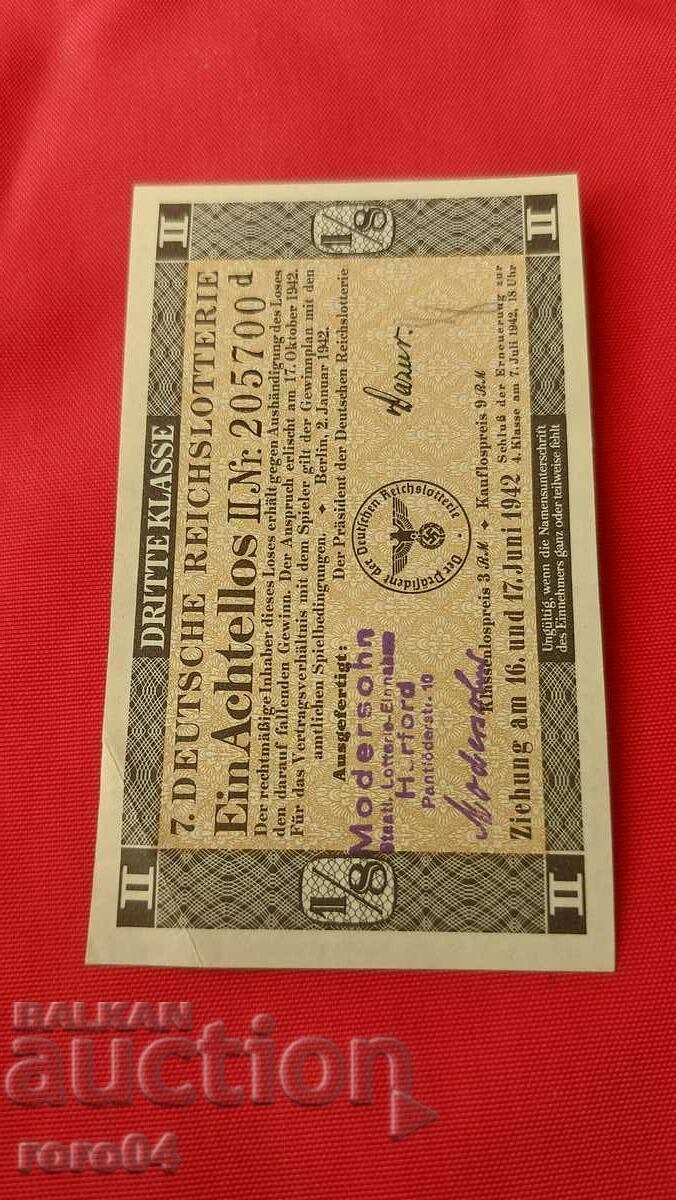 II
1/8
II
DRITTE KLASSE
7. DEUTSCHE REICHSLOTTERIE
Ein Achtellos II Nr. 205700 d
Der rechtmäßige Inhaber dieses Loses erhält gegen Aushändigung des Loses
den darauf fallenden Gewinn. Der Anspruch erlischt am 17. Oktober 1942.
Für das Vertragsverhältnis mit dem Spieler gilt der Gewinnplan mit den
amtlichen Spielbedingungen. ♦ Berlin, 2. Januar 1942.
Ausgefertigt: Der Präsident der Deutschen Reichslotterie
Modersohn
Staatl. Lotterie-Einnahme
H.rford
Pantlöderstr. 10
Der Präsident der Deutschen Reichslotterie
Modersohn
Klassenlospreis 3 RM ♦ Kauflospreis 9 RM
Ziehung am 16. und 17. Juni 1942
Schluß der Erneuerung zur
4. Klasse am 7. Juli 1942, 18 Uhr
Ungültig, wenn die Namensunterschrift
des Einnehmers ganz oder teilweise fehlt
II
1/8
II
BALKAN
auction
roro04